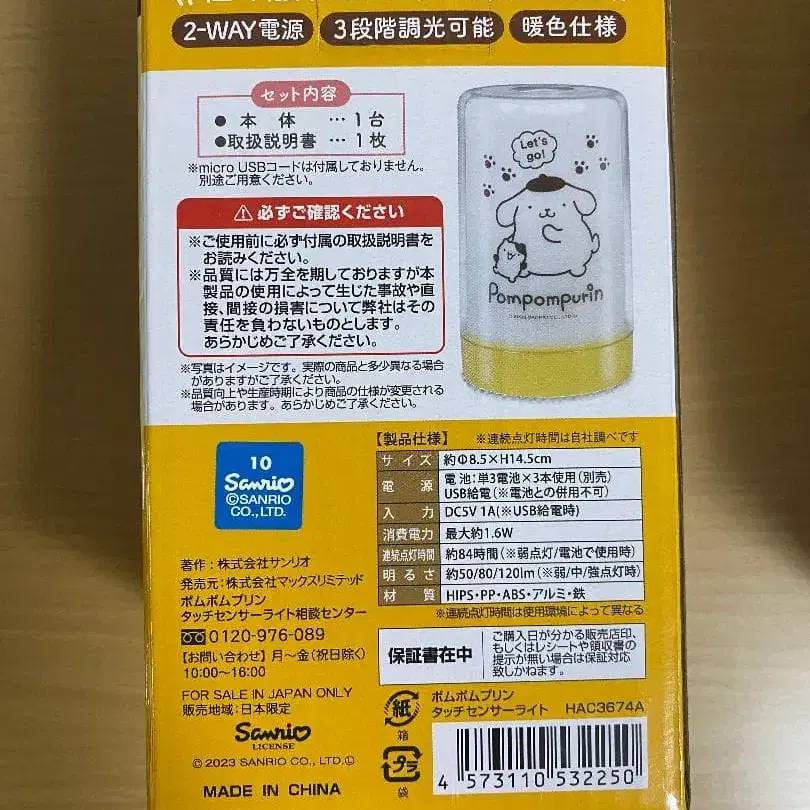 2-WAY電源 3段階調光可能 暖色仕様
セット内容
●本体 …1台
●取扱説明書 …1枚
※micro USBコードは付属しておりません。
別途ご用意ください。
⚠必ずご確認ください
※ご使用前に必ず付属の取扱説明書を
お読みください。
※品質には万全を期しておりますが本
製品の使用によって生じた事故や直
接、間接の損害について弊社はその
責任を負わないものとします。
あらかじめご了承ください。
※写真はイメージです。実際の商品と多少異なる場合
がありますがご了承ください。
※品質向上や生産時期により商品の仕様が変更される
場合があります。あらかじめご了承ください。
Let's
go!
Pompompurin
【製品仕様】 ※連続点灯時間は自社調べです
サイズ 約Φ8.5×H14.5cm
電源 電池:単3電池×3本使用(別売)
USB給電(※電池との併用不可)
入力 DC5V 1A(※USB給電時)
消費電力 最大約1.6W
連続点灯時間 約84時間(※弱点灯/電池で使用時)
明るさ 約50/80/120lm(※弱/中/強点灯時)
材質 HIPS・PP・ABS・アルミ・鉄
※連続点灯時間は使用環境によって異なる
10
Sanrio
©SANRIO
CO.,LTD.
著作:株式会社サンリオ
発売元:株式会社マックスリミテッド
ポムポムプリン
タッチセンサーライト相談センター
0120-976-089
【お問い合わせ】月～金(祝日除く)
10:00～16:00
FOR SALE IN JAPAN ONLY
販売地域:日本限定
Sanrio
LICENSE
© 2023 SANRIO CO., LTD.Ⓛ
MADE IN CHINA
保証書在中
ご購入日が分かる販売店印、
もしくはレシートや領収書の
提示が無い場合は保証対応
致しかねます。
紙
箱
プラ
袋
ポムポムプリン
タッチセンサーライト HAC3674A
4 573110 532250